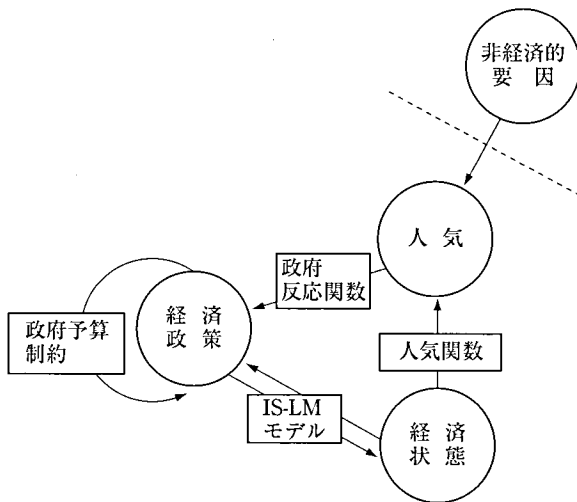 非経済的
要因
人気
政府
反応関数
経済
政策
政府予算
制約
人気関数
IS-LM
モデル
経済
状態